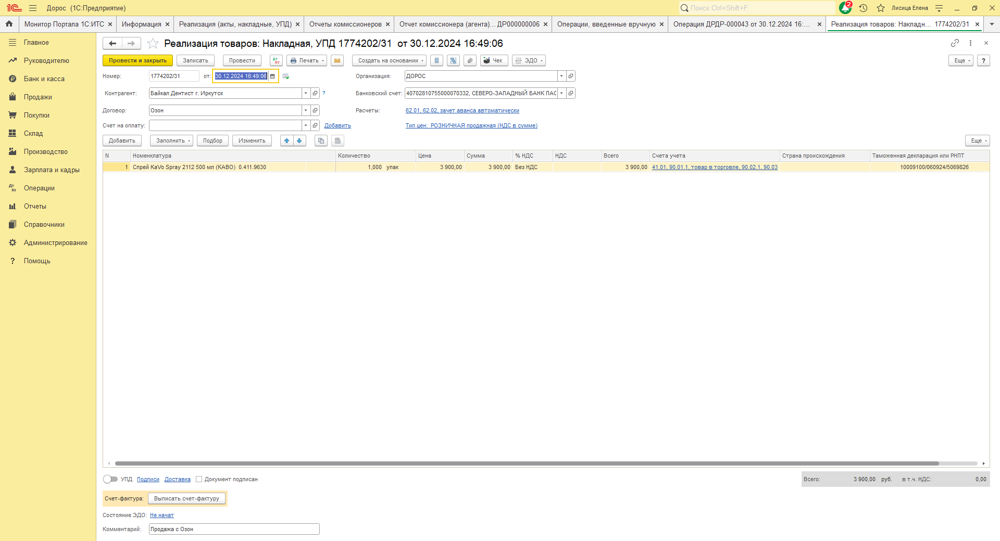 1С Дорос (1С:Предприятие)
Поиск Ctrl+Shift+F
2
Лисица Елена
Монитор Портала 1С:ИТС × Информация × Реализация (акты, накладные, УПД) × Отчеты комиссионеров × Отчет комиссионера (агента)... ДР000000006 × Операции, введенные вручную × Операция ДРДР-000043 от 30.12.2024 16:... × Реализация товаров: Накладн... 1774202/31 ×
Главное
Руководителю
Банк и касса
Продажи
Покупки
Склад
Производство
Зарплата и кадры
Операции
Отчеты
Справочники
Администрирование
? Помощь
Реализация товаров: Накладная, УПД 1774202/31 от 30.12.2024 16:49:06
Провести и закрыть Записать Провести Дт Кт Печать Создать на основании Чек ЭДО Еще ?
Номер: 1774202/31 от: 30.12.2024 16:49:06 Организация: ДОРОС
Контрагент: Байкал Дентист г. Иркутск ? Банковский счет: 40702810755000070332, СЕВЕРО-ЗАПАДНЫЙ БАНК ПАС
Договор: Озон Расчеты: 62.01, 62.02, зачет аванса автоматически
Счет на оплату: Добавить Тип цен: РОЗНИЧНАЯ продажная (НДС в сумме)
Добавить Заполнить Подбор Изменить Еще
N Номенклатура Количество Цена Сумма % НДС НДС Всего Счета учета Страна происхождения Таможенная декларация или РНПТ
1 Спрей KaVo Spray 2112 500 мл (КАВО) 0.411.9630 1,000 упак 3 900,00 3 900,00 Без НДС 3 900,00 41.01, 90.01.1, товар в торговле, 90.02.1, 90.03 10009100/060924/5069826
УПД Подписи Доставка Документ подписан Всего: 3 900,00 руб. в т.ч. НДС: 0,00
Счет-фактура: Выписать счет-фактуру
Состояние ЭДО: Не начат
Комментарий: Продажа с Озон